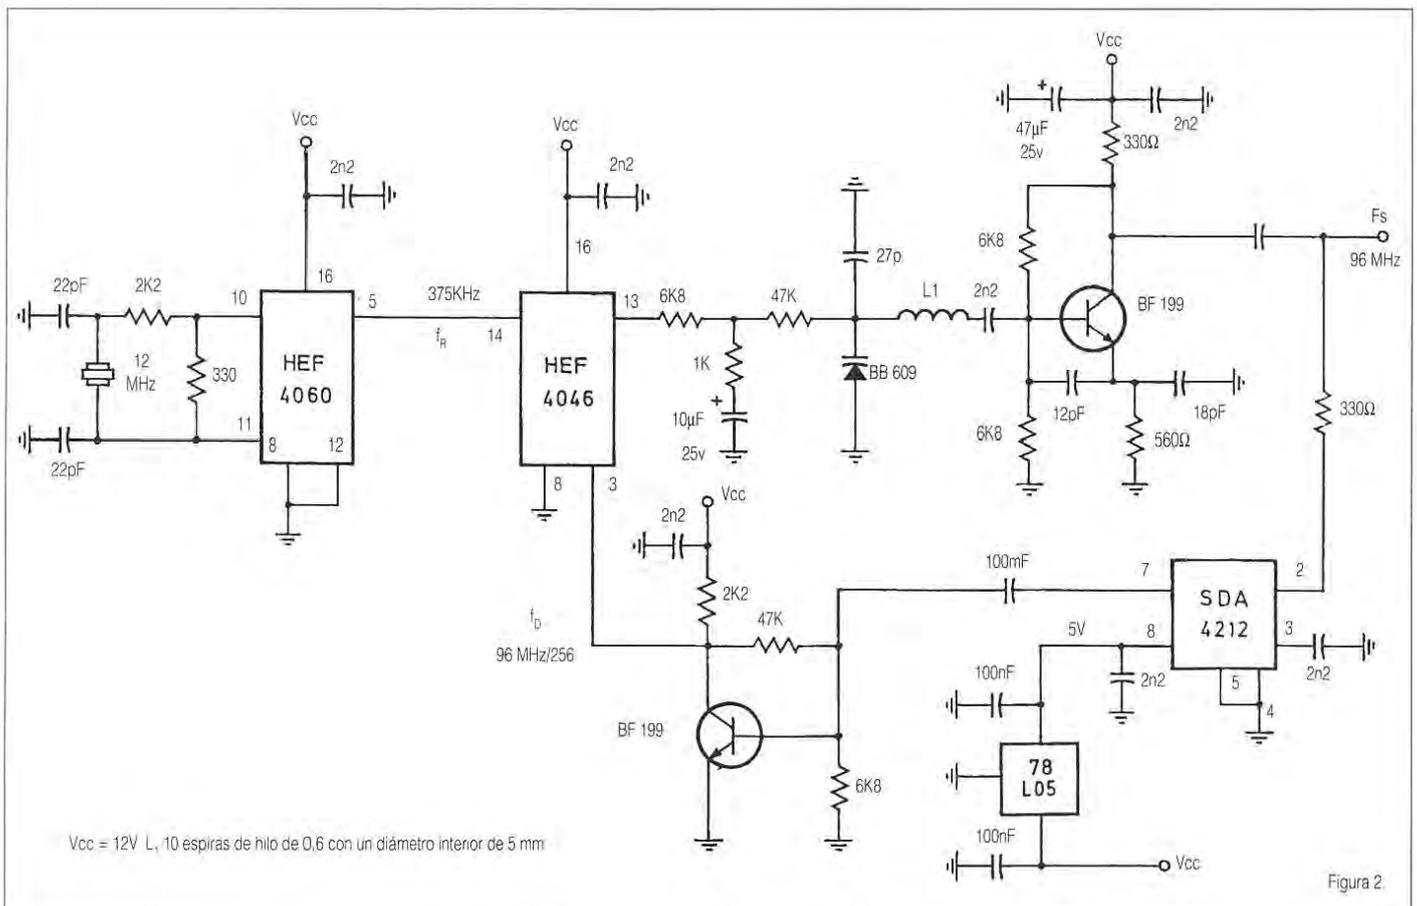 Vcc
2n2
16
22pF
2K2
10
5
12
MHz
330
HEF
4060
11
8
12
22pF
375KHz
fR
14
Vcc
2n2
16
HEF
4046
13
8
3
6K8
1K
+
10µF
25v
47K
27p
BB 609
L1
2n2
Vcc
+
47µF
25v
2n2
330Ω
6K8
BF 199
Fs
96 MHz
12pF
18pF
6K8
560Ω
330Ω
Vcc
2n2
2K2
47K
fD
96 MHz/256
BF 199
6K8
100mF
7
2
SDA
4212
5V
8
3
2n2
2n2
5
4
100nF
78
L05
100nF
Vcc
Vcc = 12V L, 10 espiras de hilo de 0,6 con un diámetro interior de 5 mm
Figura 2.